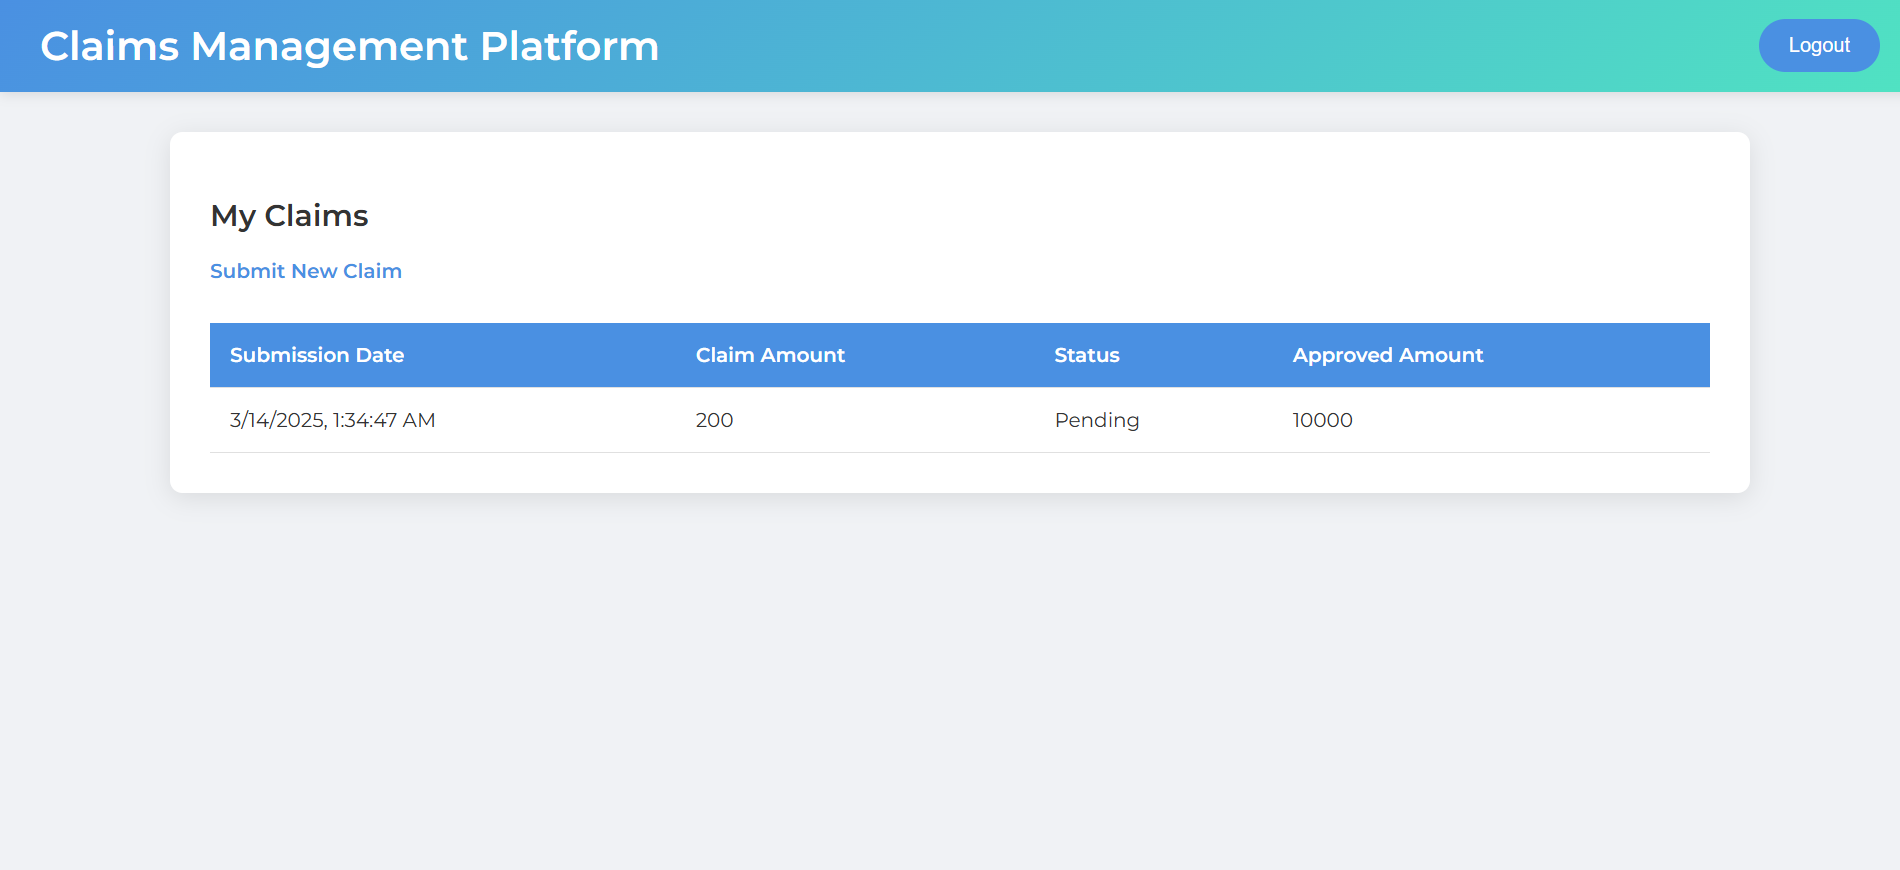 Claims Management Platform
Logout
My Claims
Submit New Claim
Submission Date Claim Amount Status Approved Amount
3/14/2025, 1:34:47 AM 200 Pending 10000